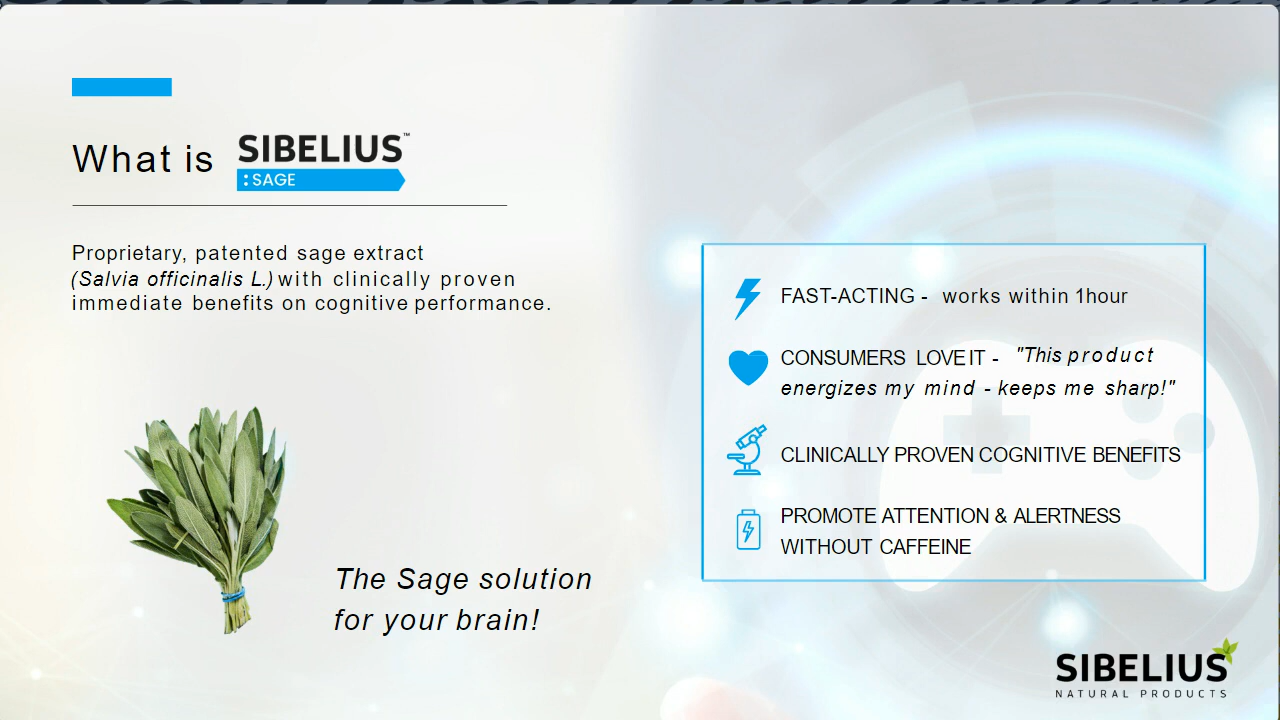 What is SIBELIUS™
: SAGE
Proprietary, patented sage extract
(Salvia officinalis L.) with clinically proven
immediate benefits on cognitive performance.
The Sage solution
for your brain!
FAST-ACTING - works within 1hour
CONSUMERS LOVE IT - "This product
energizes my mind - keeps me sharp!"
CLINICALLY PROVEN COGNITIVE BENEFITS
PROMOTE ATTENTION & ALERTNESS
WITHOUT CAFFEINE
SIBELIUS
NATURAL PRODUCTS